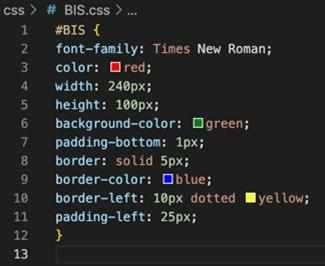 css > # BIS.css > ...
1 #BIS {
2 font-family: Times New Roman;
3 color: red;
4 width: 240px;
5 height: 100px;
6 background-color: green;
7 padding-bottom: 1px;
8 border: solid 5px;
9 border-color: blue;
10 border-left: 10px dotted yellow;
11 padding-left: 25px;
12 }
13